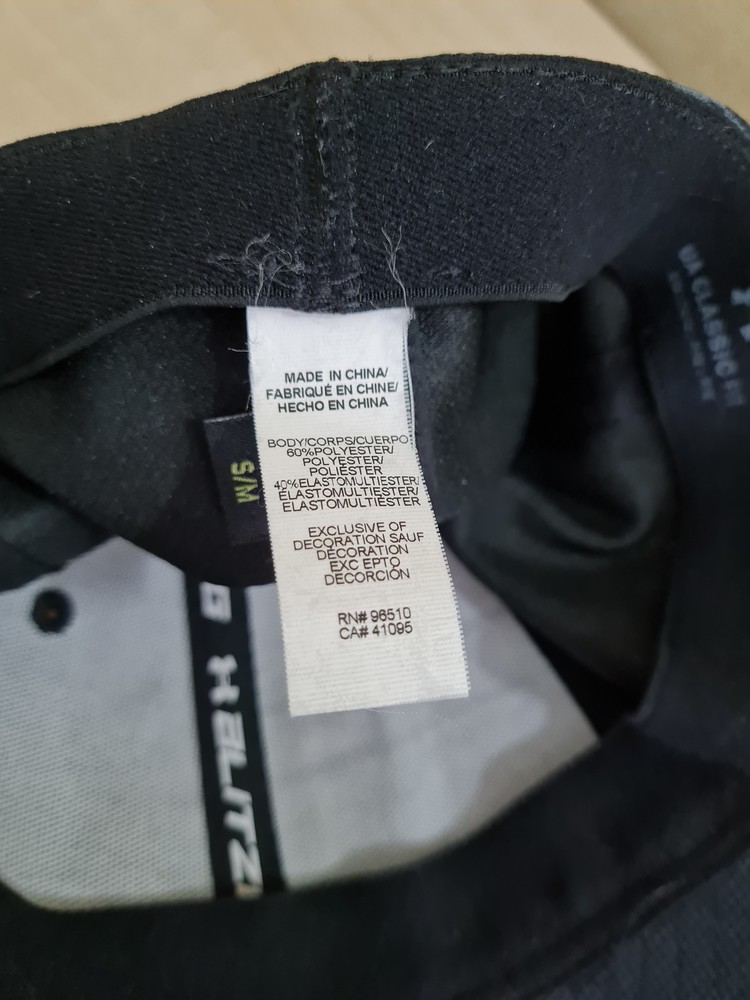 MADE IN CHINA/
FABRIQUÉ EN CHINE/
HECHO EN CHINA
BODY/CORPS/CUERPO:
60%POLYESTER/
POLYESTER/
POLIÉSTER
40%ELASTOMULTIESTER/
ÉLASTOMULTIESTER/
ELASTOMULTIESTER
EXCLUSIVE OF
DECORATION SAUF
DÉCORATION
EXC EPTO
DECORCIÓN
RN# 96510
CA# 41095
S/M
UA CLASSIC FIT
BLITZ